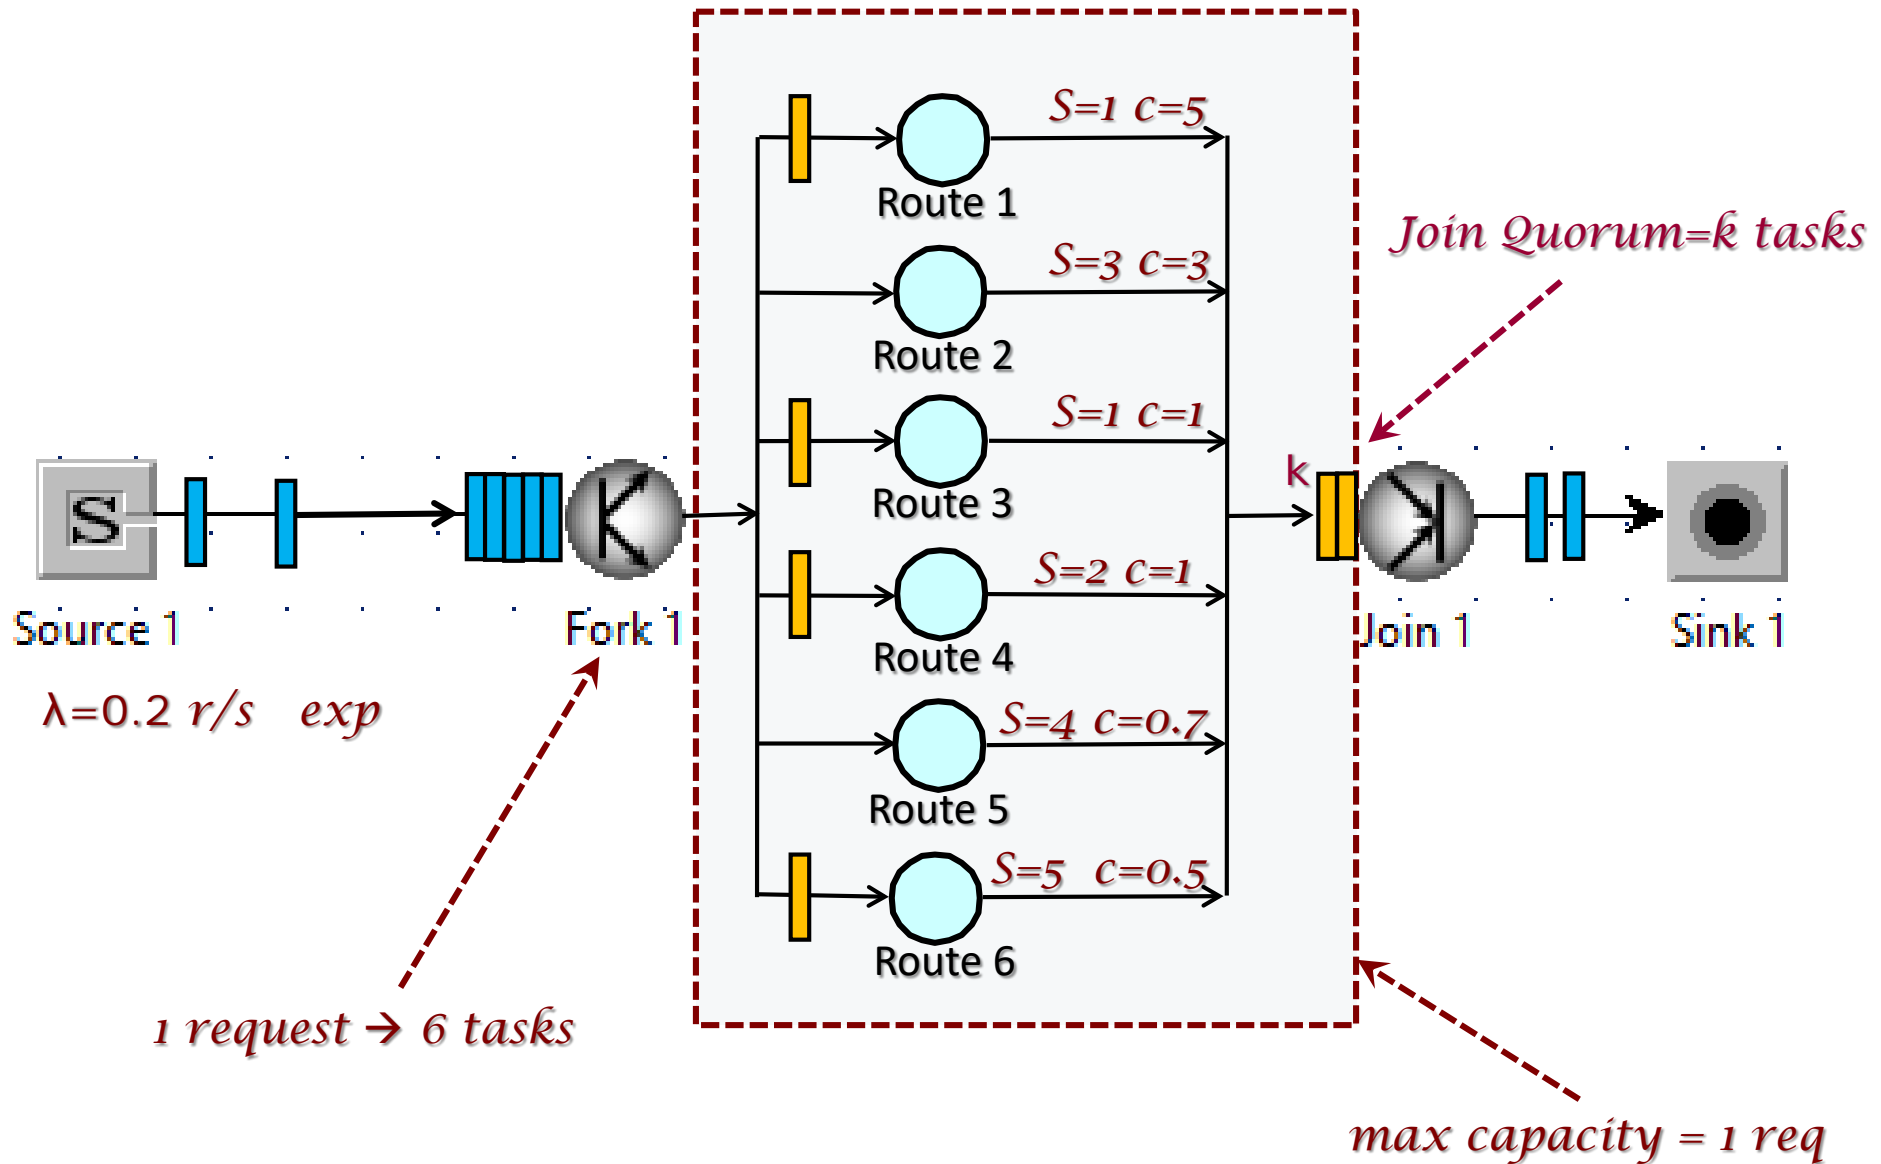 S=1 c=5
Route 1
S=3 c=3
Route 2
Join Quorum=k tasks
S=1 c=1
Route 3
k
S
Source 1
Fork 1
Join 1
Sink 1
S=2 c=1
Route 4
λ=0.2 r/s exp
S=4 c=0.7
Route 5
S=5 c=0.5
Route 6
1 request → 6 tasks
max capacity = 1 req